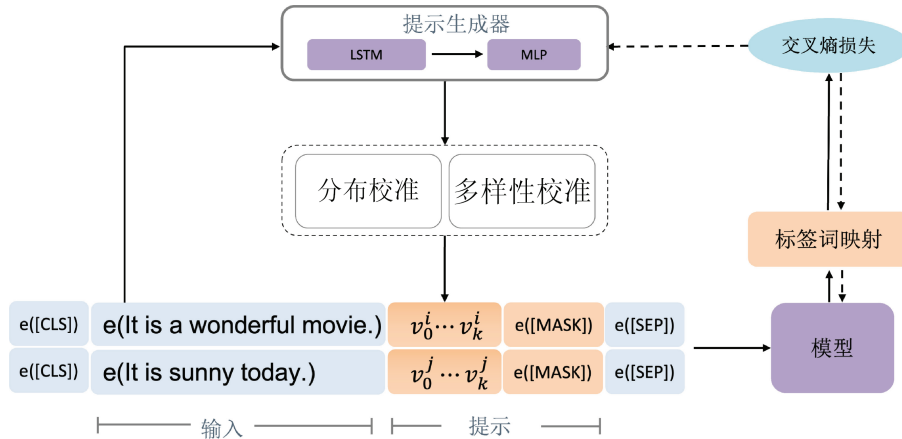 提示生成器
LSTM
MLP
交叉熵损失
分布校准
多样性校准
标签词映射
e([CLS]) e(It is a wonderful movie.) v₀ⁱ⋯vₖⁱ e([MASK]) e([SEP])
e([CLS]) e(It is sunny today.) v₀ʲ⋯vₖʲ e([MASK]) e([SEP])
模型
输入
提示